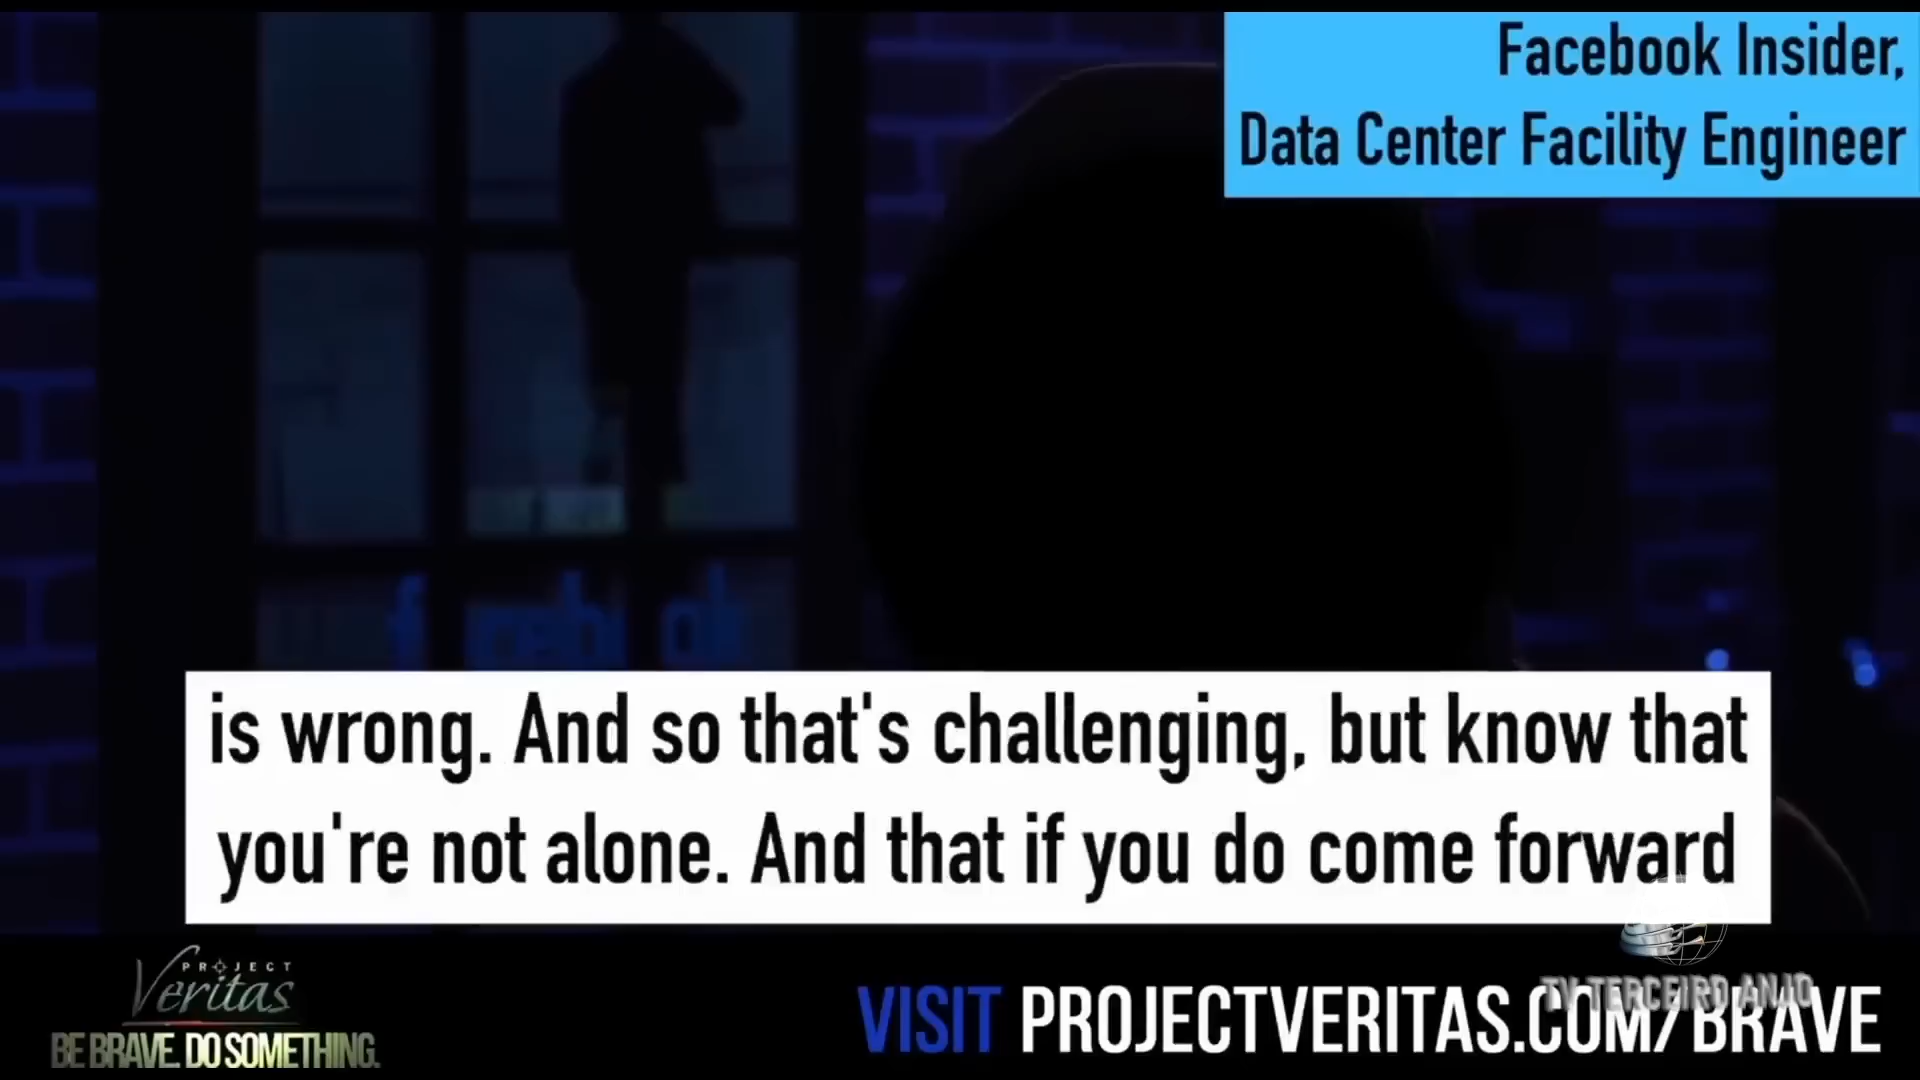 Facebook Insider,
Data Center Facility Engineer
facebook
is wrong. And so that's challenging, but know that
you're not alone. And that if you do come forward
PROJECT
Veritas
BE BRAVE. DO SOMETHING.
VISIT PROJECTVERITAS.COM/BRAVE
TV TERCEIRO ANJO